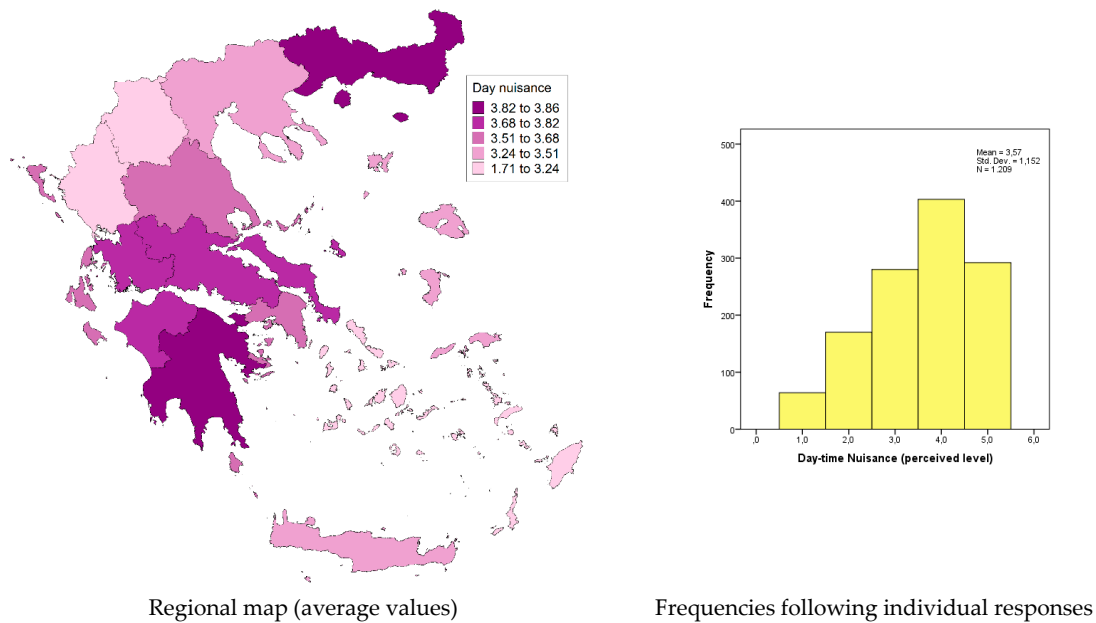 Day nuisance
3.82 to 3.86
3.68 to 3.82
3.51 to 3.68
3.24 to 3.51
1.71 to 3.24
Regional map (average values)
Mean = 3,57
Std. Dev. = 1,152
N = 1.209
500
400
300
200
100
0
Frequency
,0 1,0 2,0 3,0 4,0 5,0 6,0
Day-time Nuisance (perceived level)
Frequencies following individual responses